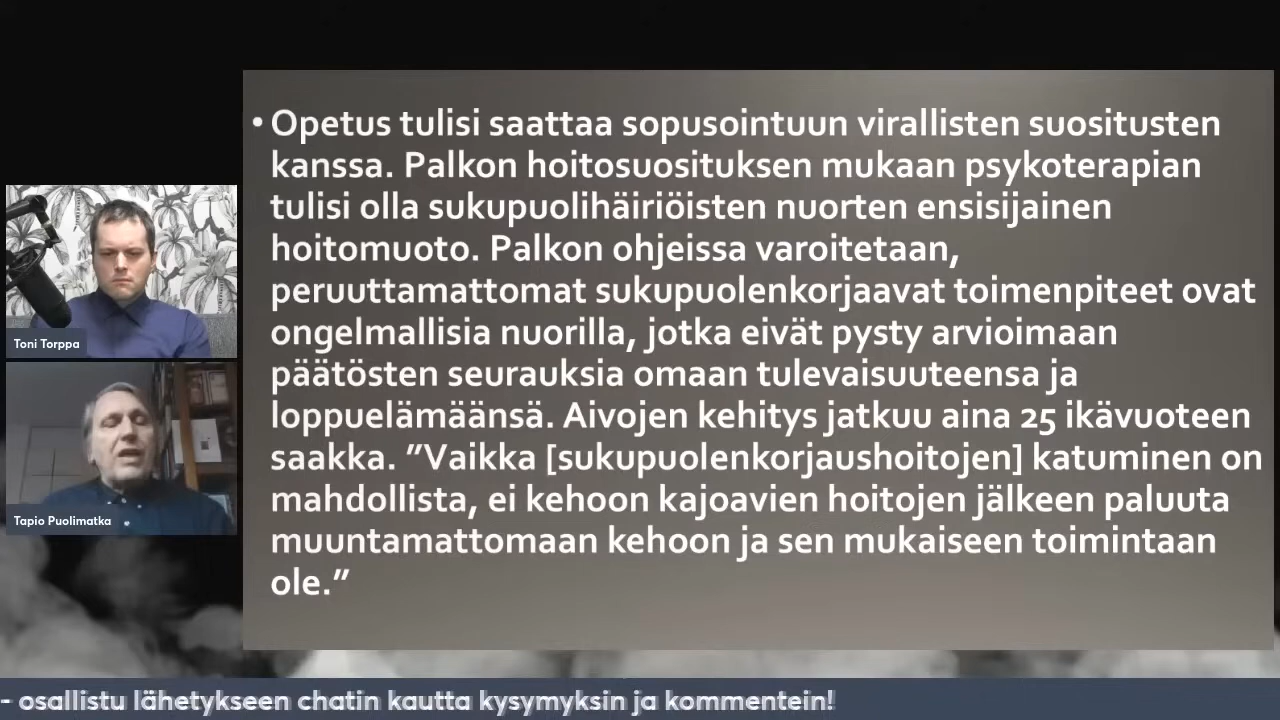 • Opetus tulisi saattaa sopusointuun virallisten suositusten
kanssa. Palkon hoitosuosituksen mukaan psykoterapian
tulisi olla sukupuolihäiriöisten nuorten ensisijainen
hoitomuoto. Palkon ohjeissa varoitetaan,
peruuttamattomat sukupuolenkorjaavat toimenpiteet ovat
ongelmallisia nuorilla, jotka eivät pysty arvioimaan
päätösten seurauksia omaan tulevaisuuteensa ja
loppuelämäänsä. Aivojen kehitys jatkuu aina 25 ikävuoteen
saakka. ”Vaikka [sukupuolenkorjaushoitojen] katuminen on
mahdollista, ei kehoon kajoavien hoitojen jälkeen paluuta
muuntamattomaan kehoon ja sen mukaiseen toimintaan
ole.”
Toni Torppa
Tapio Puolimatka
- osallistu lähetykseen chatin kautta kysymyksin ja kommentein!